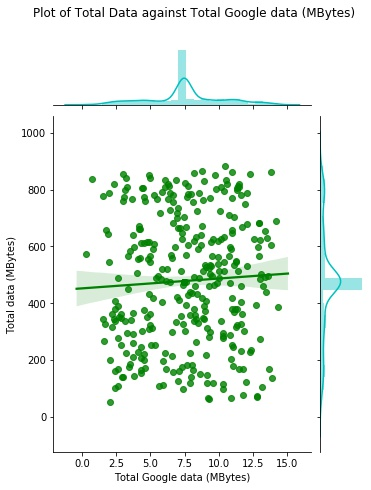 Plot of Total Data against Total Google data (MBytes)
1000
800
600
400
200
0
Total data (MBytes)
0.0 2.5 5.0 7.5 10.0 12.5 15.0
Total Google data (MBytes)